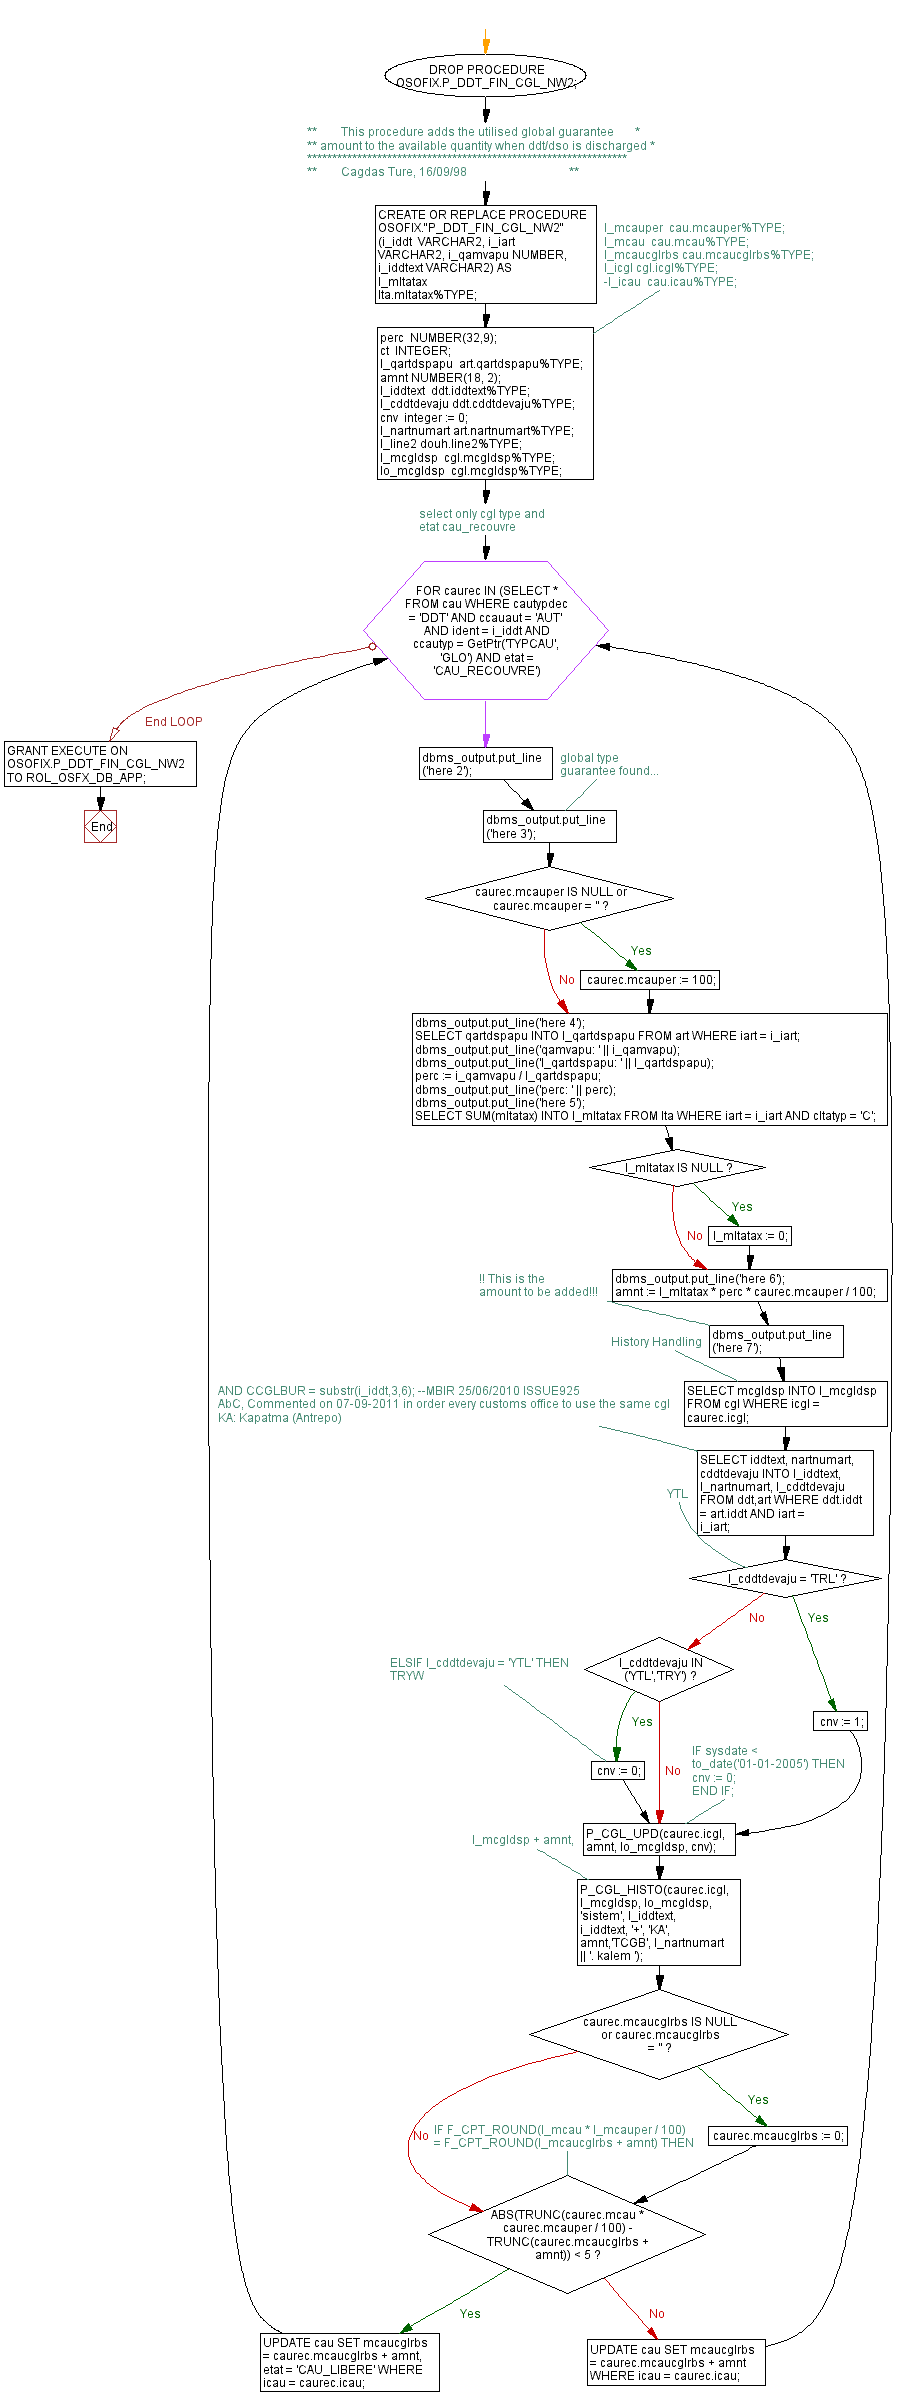 DROP PROCEDURE
OSOFIX.P_DDT_FIN_CGL_NW2;
** This procedure adds the utilised global guarantee *
** amount to the available quantity when ddt/dso is discharged *
****************************************************************
** Cagdas Ture, 16/09/98 **
CREATE OR REPLACE PROCEDURE
OSOFIX."P_DDT_FIN_CGL_NW2"
(i_iddt VARCHAR2, i_iart
VARCHAR2, i_qamvapu NUMBER,
i_iddtext VARCHAR2) AS
l_mltatax
lta.mltatax%TYPE;
l_mcauper cau.mcauper%TYPE;
l_mcau cau.mcau%TYPE;
l_mcaucglrbs cau.mcaucglrbs%TYPE;
l_icgl cgl.icgl%TYPE;
-l_icau cau.icau%TYPE;
perc NUMBER(32,9);
ct INTEGER;
l_qartdspapu art.qartdspapu%TYPE;
amnt NUMBER(18, 2);
l_iddtext ddt.iddtext%TYPE;
l_cddtdevaju ddt.cddtdevaju%TYPE;
cnv integer := 0;
l_nartnumart art.nartnumart%TYPE;
l_line2 douh.line2%TYPE;
l_mcgldsp cgl.mcgldsp%TYPE;
lo_mcgldsp cgl.mcgldsp%TYPE;
select only cgl type and
etat cau_recouvre
FOR caurec IN (SELECT *
FROM cau WHERE cautypdec
= 'DDT' AND ccauaut = 'AUT'
AND ident = i_iddt AND
ccautyp = GetPtr('TYPCAU',
'GLO') AND etat =
'CAU_RECOUVRE')
End LOOP
GRANT EXECUTE ON
OSOFIX.P_DDT_FIN_CGL_NW2
TO ROL_OSFX_DB_APP;
End
dbms_output.put_line
('here 2');
global type
guarantee found...
dbms_output.put_line
('here 3');
caurec.mcauper IS NULL or
caurec.mcauper = '' ?
Yes
No
caurec.mcauper := 100;
dbms_output.put_line('here 4');
SELECT qartdspapu INTO l_qartdspapu FROM art WHERE iart = i_iart;
dbms_output.put_line('qamvapu: ' || i_qamvapu);
dbms_output.put_line('l_qartdspapu: ' || l_qartdspapu);
perc := i_qamvapu / l_qartdspapu;
dbms_output.put_line('perc: ' || perc);
dbms_output.put_line('here 5');
SELECT SUM(mltatax) INTO l_mltatax FROM lta WHERE iart = i_iart AND cltatyp = 'C';
l_mltatax IS NULL ?
Yes
No
l_mltatax := 0;
!! This is the
amount to be added!!!
dbms_output.put_line('here 6');
amnt := l_mltatax * perc * caurec.mcauper / 100;
History Handling
dbms_output.put_line
('here 7');
AND CCGLBUR = substr(i_iddt,3,6); --MBIR 25/06/2010 ISSUE925
AbC, Commented on 07-09-2011 in order every customs office to use the same cgl
KA: Kapatma (Antrepo)
SELECT mcgldsp INTO l_mcgldsp
FROM cgl WHERE icgl =
caurec.icgl;
SELECT iddtext, nartnumart,
cddtdevaju INTO l_iddtext,
l_nartnumart, l_cddtdevaju
FROM ddt,art WHERE ddt.iddt
= art.iddt AND iart =
i_iart;
YTL
l_cddtdevaju = 'TRL' ?
No
Yes
ELSIF l_cddtdevaju = 'YTL' THEN
TRYW
l_cddtdevaju IN
('YTL','TRY') ?
cnv := 1;
Yes
No
IF sysdate <
to_date('01-01-2005') THEN
cnv := 0;
END IF;
cnv := 0;
l_mcgldsp + amnt,
P_CGL_UPD(caurec.icgl,
amnt, lo_mcgldsp, cnv);
P_CGL_HISTO(caurec.icgl,
l_mcgldsp, lo_mcgldsp,
'sistem', l_iddtext,
i_iddtext, '+', 'KA',
amnt,'TCGB', l_nartnumart
|| '. kalem ');
caurec.mcaucglrbs IS NULL
or caurec.mcaucglrbs
= '' ?
Yes
No
IF F_CPT_ROUND(l_mcau * l_mcauper / 100)
= F_CPT_ROUND(l_mcaucglrbs + amnt) THEN
caurec.mcaucglrbs := 0;
ABS(TRUNC(caurec.mcau *
caurec.mcauper / 100) -
TRUNC(caurec.mcaucglrbs +
amnt)) < 5 ?
Yes
No
UPDATE cau SET mcaucglrbs
= caurec.mcaucglrbs + amnt,
etat = 'CAU_LIBERE' WHERE
icau = caurec.icau;
UPDATE cau SET mcaucglrbs
= caurec.mcaucglrbs + amnt
WHERE icau = caurec.icau;